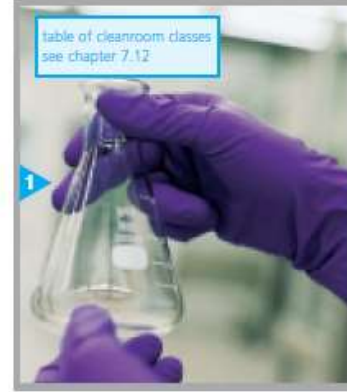 table of cleanroom classes
see chapter 7.12
1